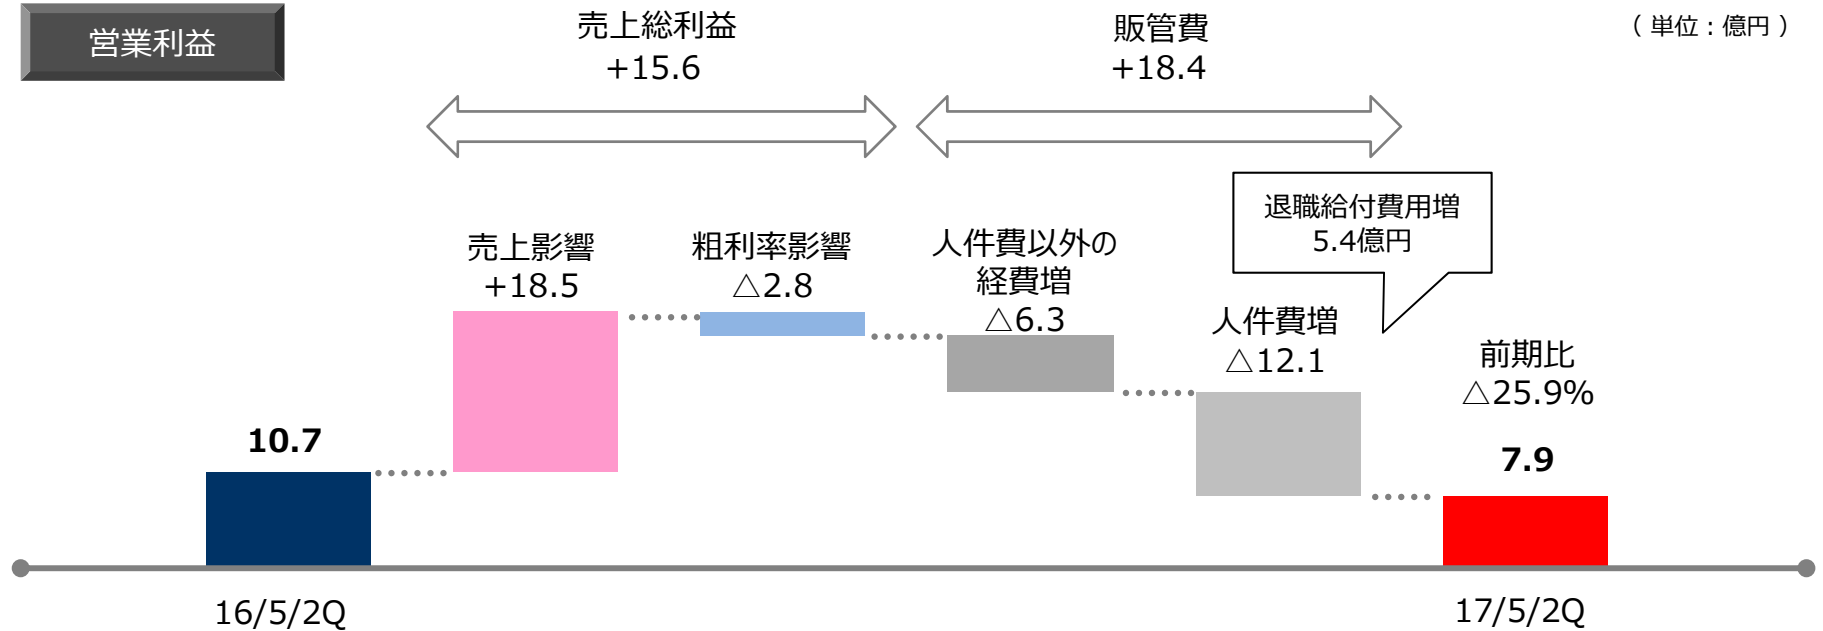 営業利益
売上総利益
+15.6
販管費
+18.4
（ 単位：億円 ）
退職給付費用増
5.4億円
売上影響
+18.5
粗利率影響
△2.8
人件費以外の
経費増
△6.3
人件費増
△12.1
前期比
△25.9%
10.7
7.9
16/5/2Q
17/5/2Q